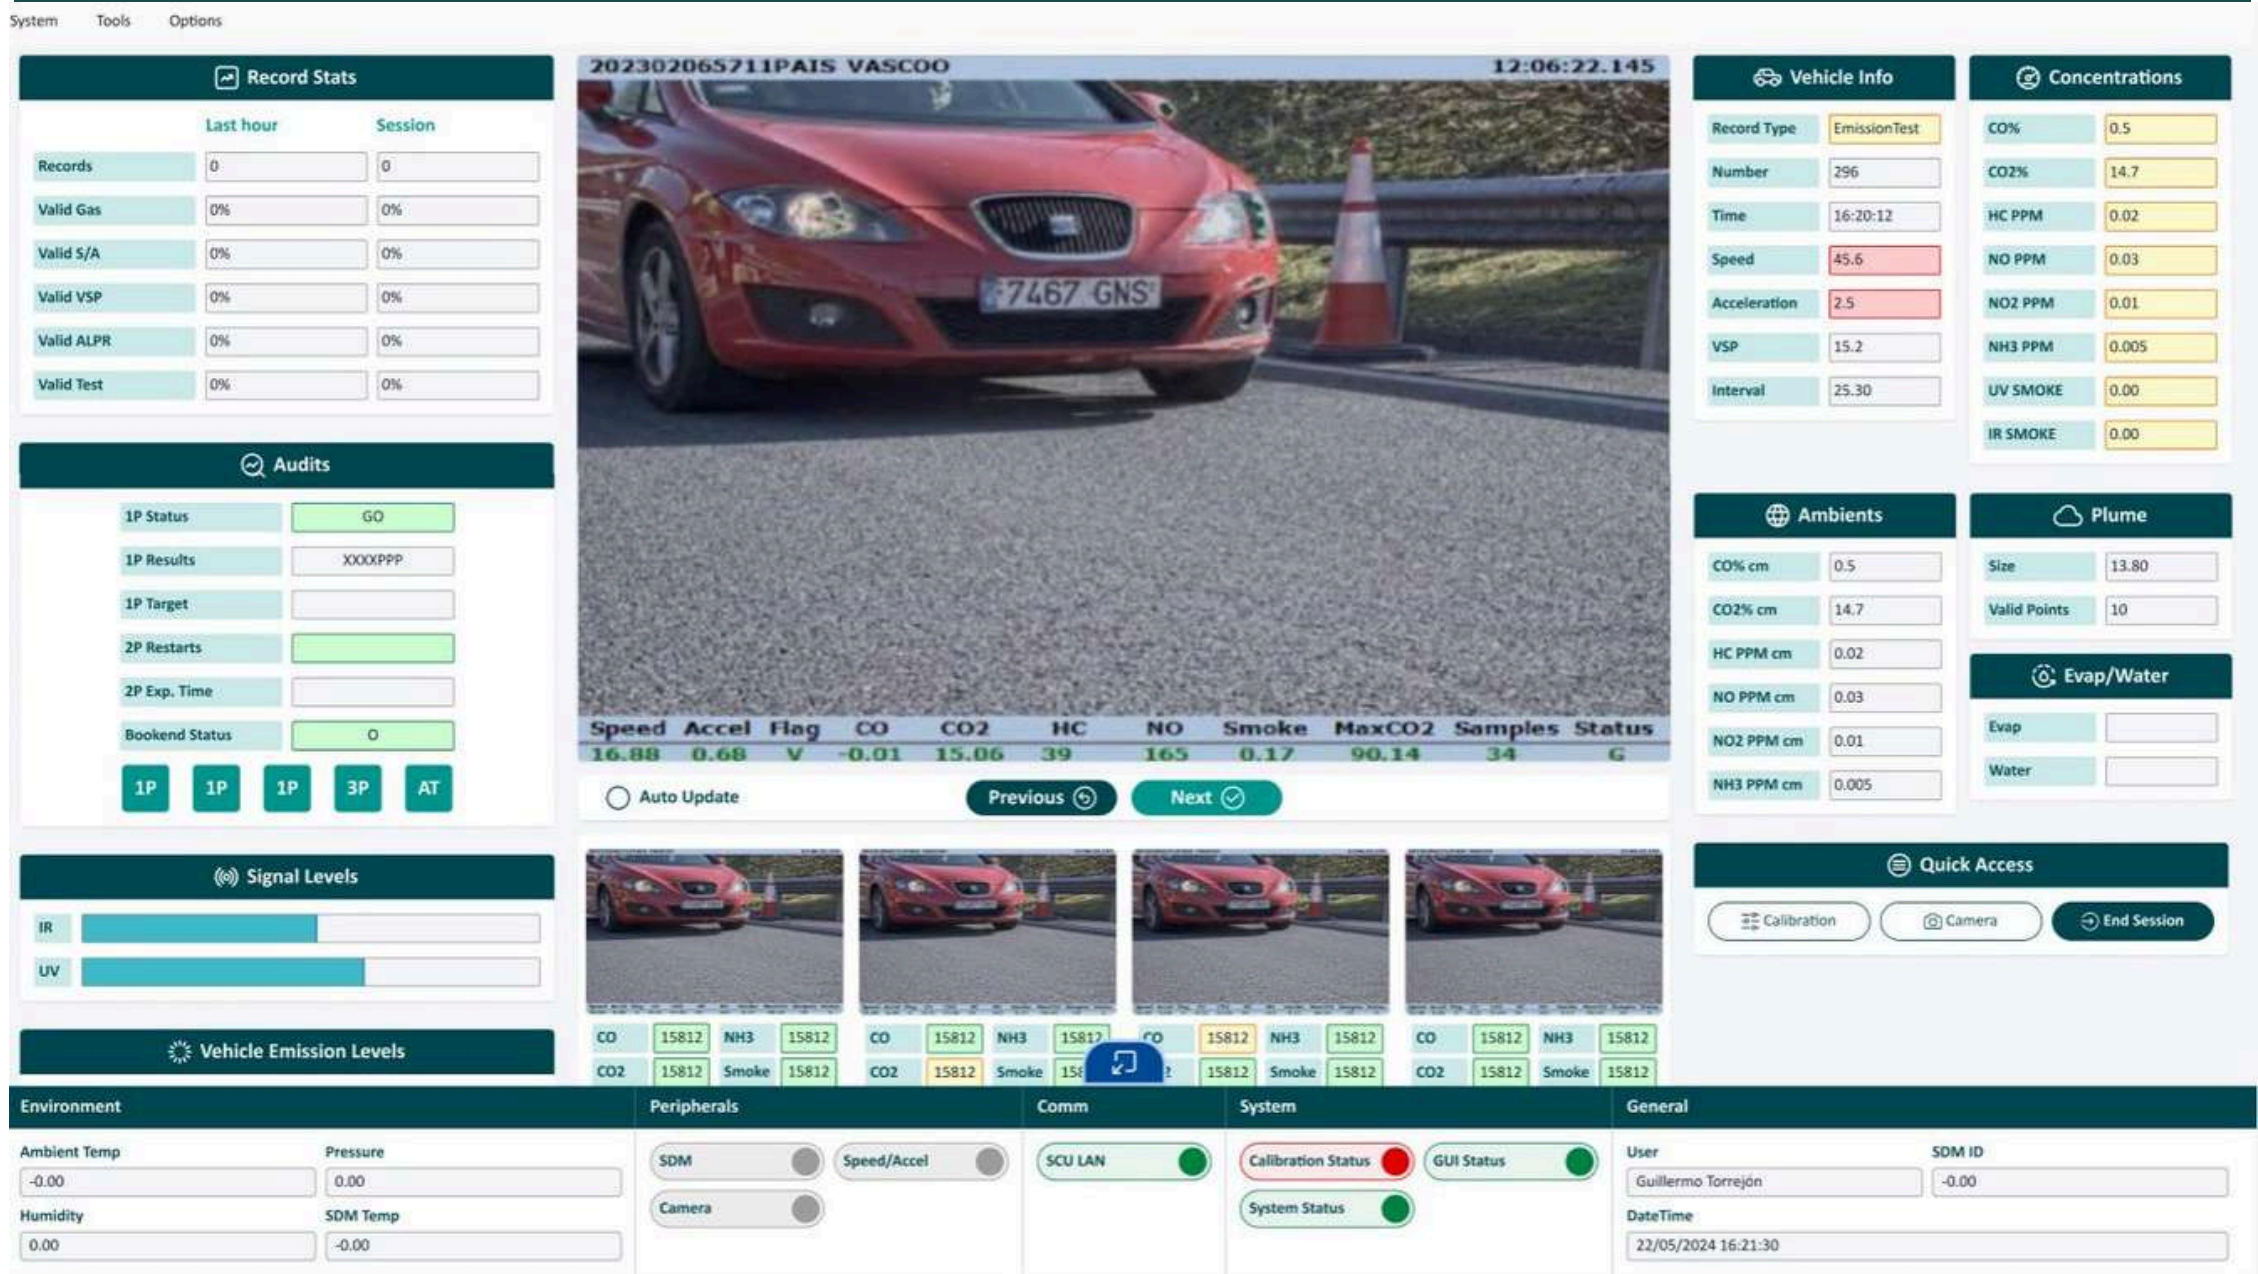 System Tools Options
Record Stats
Last hour Session
Records 0 0
Valid Gas 0% 0%
Valid S/A 0% 0%
Valid VSP 0% 0%
Valid ALPR 0% 0%
Valid Test 0% 0%
Audits
1P Status GO
1P Results XXXXPPP
1P Target
2P Restarts
2P Exp. Time
Bookend Status O
1P 1P 1P 3P AT
Signal Levels
IR
UV
Vehicle Emission Levels
202302065711PAIS VASCOO 12:06:22.145
7467 GNS
Speed Accel Flag CO CO2 HC NO Smoke MaxCO2 Samples Status
16.88 0.68 V -0.01 15.06 39 165 0.17 90.14 34 G
Auto Update Previous Next
CO 15812 NH3 15812 CO 15812 NH3 15812 CO 15812 NH3 15812 CO 15812 NH3 15812
CO2 15812 Smoke 15812 CO2 15812 Smoke 158 2 15812 Smoke 15812 CO2 15812 Smoke 15812
Vehicle Info
Record Type EmissionTest
Number 296
Time 16:20:12
Speed 45.6
Acceleration 2.5
VSP 15.2
Interval 25.30
Concentrations
CO% 0.5
CO2% 14.7
HC PPM 0.02
NO PPM 0.03
NO2 PPM 0.01
NH3 PPM 0.005
UV SMOKE 0.00
IR SMOKE 0.00
Ambients
CO% cm 0.5
CO2% cm 14.7
HC PPM cm 0.02
NO PPM cm 0.03
NO2 PPM cm 0.01
NH3 PPM cm 0.005
Plume
Size 13.80
Valid Points 10
Evap/Water
Evap
Water
Quick Access
Calibration Camera End Session
Environment
Ambient Temp Pressure
-0.00 0.00
Humidity SDM Temp
0.00 -0.00
Peripherals
SDM Speed/Accel
Camera
Comm
SCU LAN
System
Calibration Status GUI Status
System Status
General
User SDM ID
Guillermo Torrejón -0.00
DateTime
22/05/2024 16:21:30